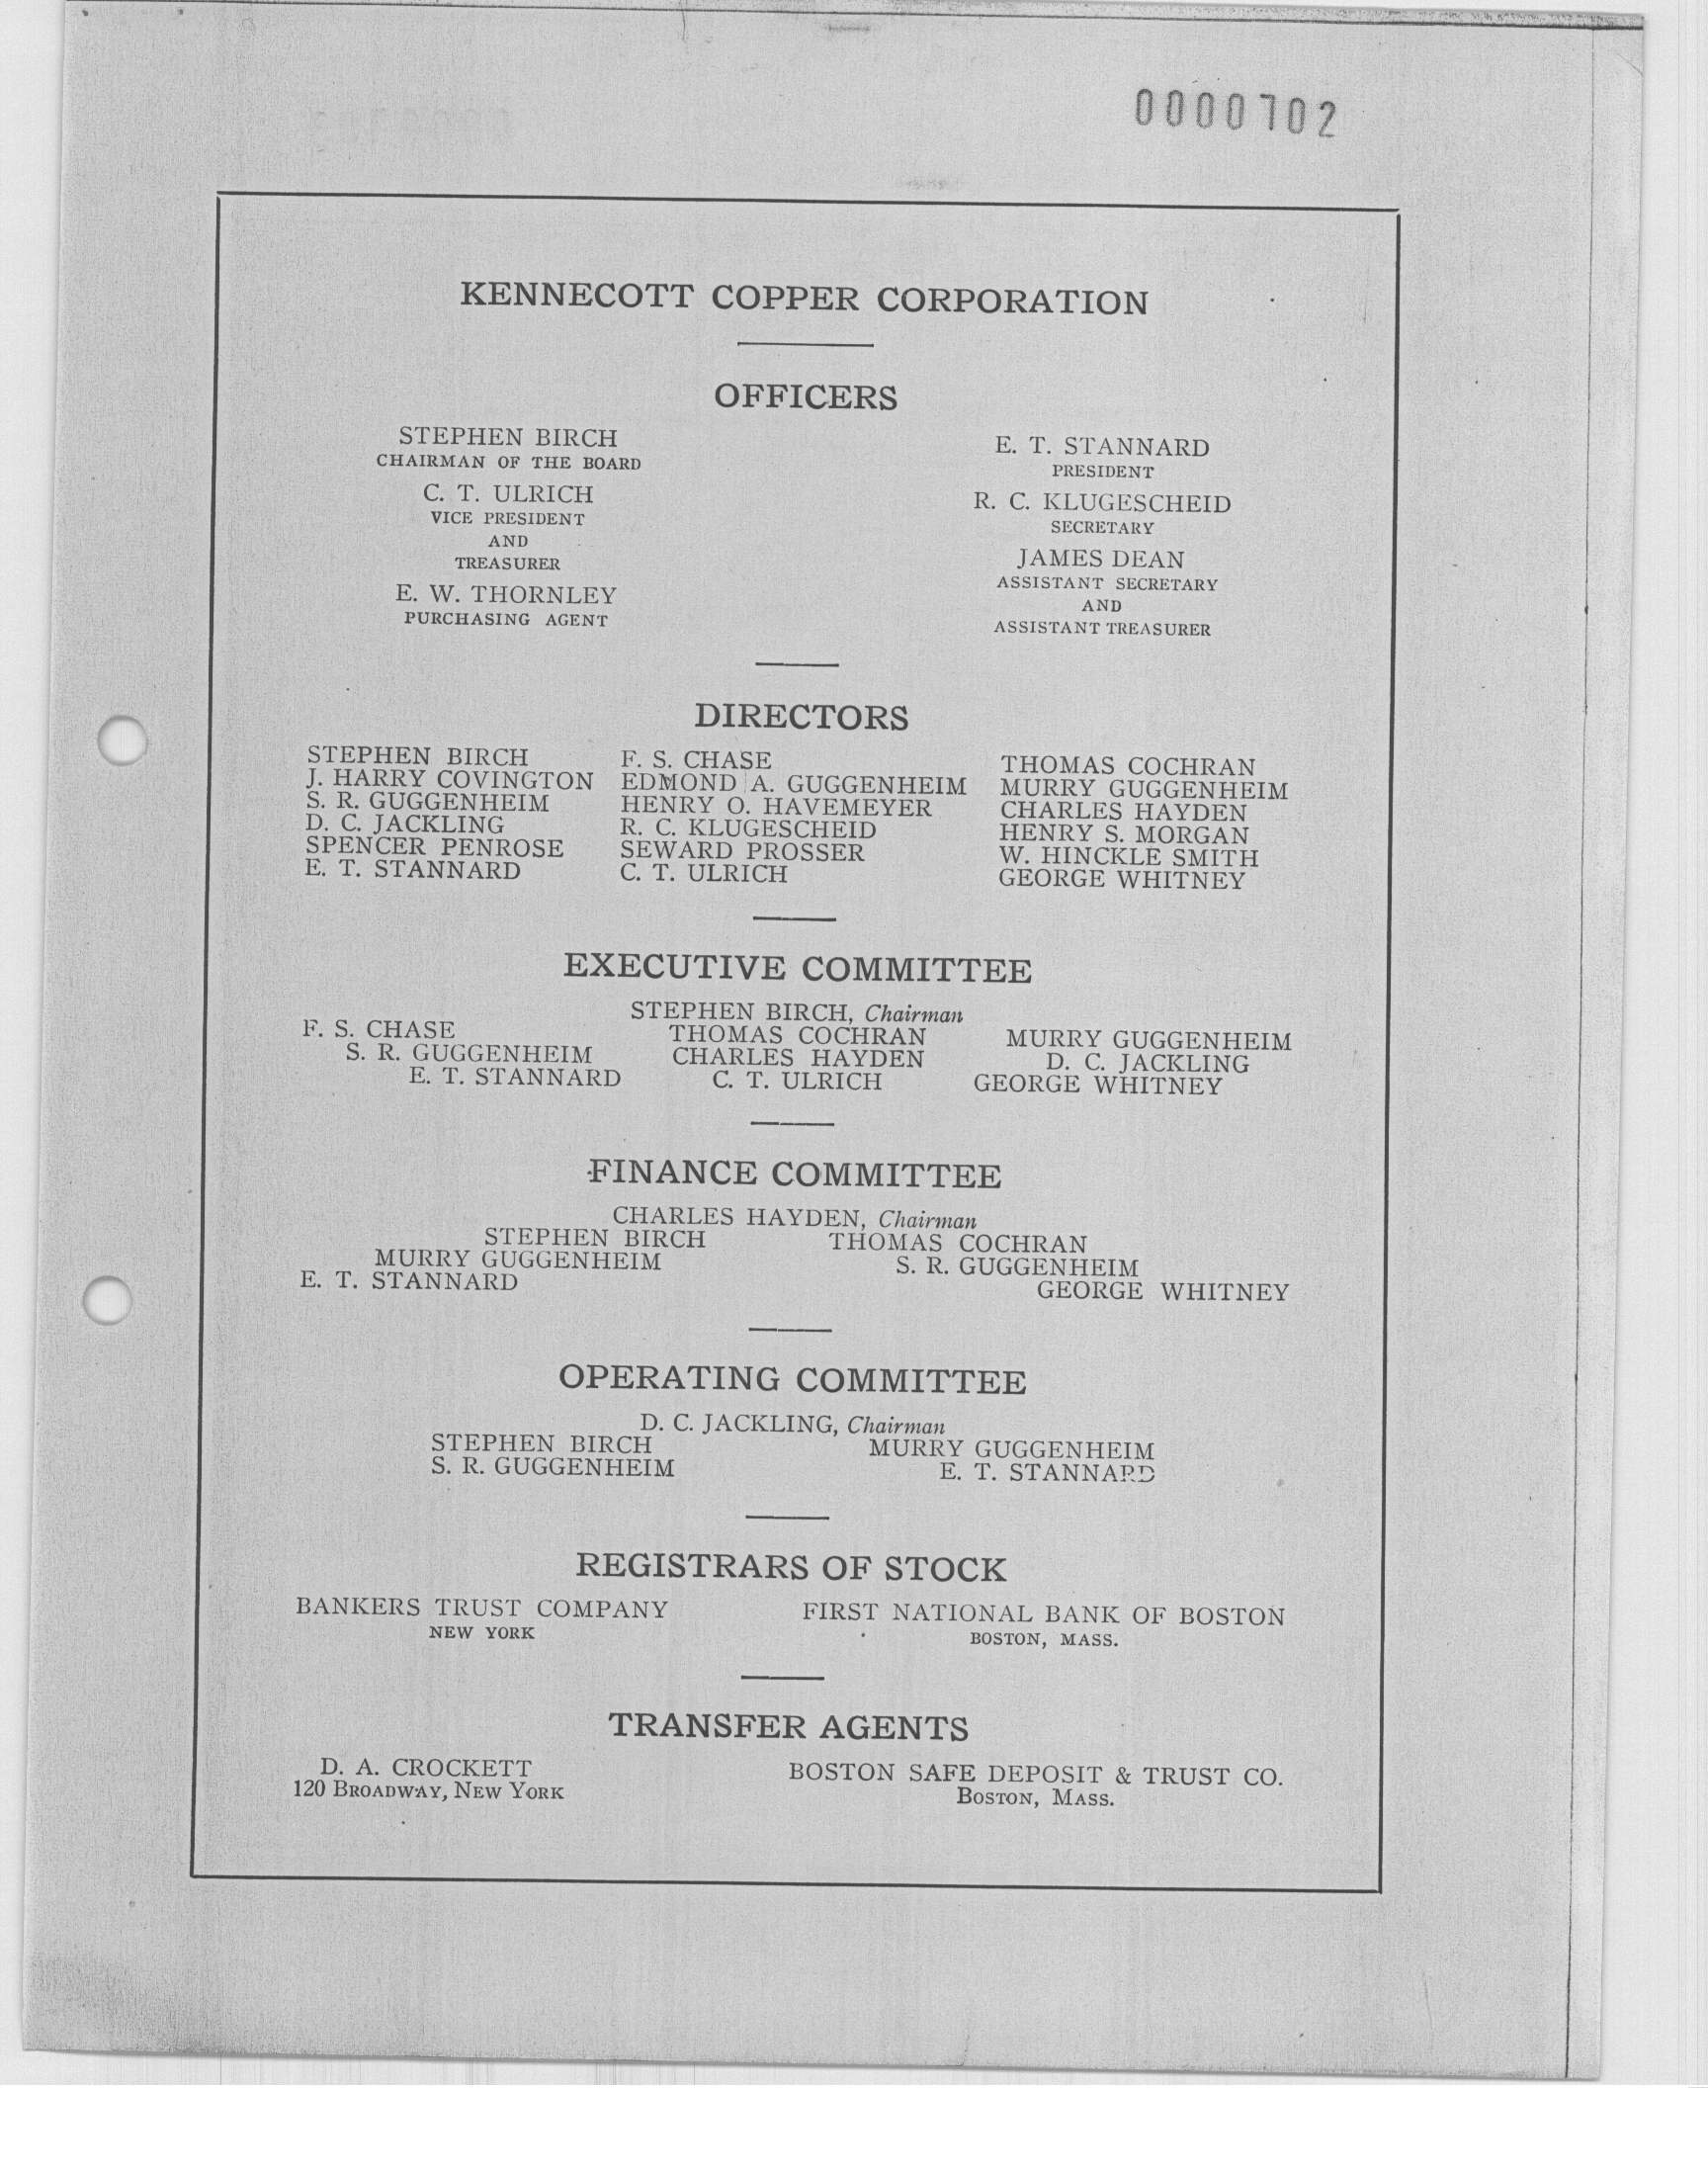 0000702
KENNECOTT COPPER CORPORATION
OFFICERS
STEPHEN BIRCH
CHAIRMAN OF THE BOARD
C. T. ULRICH
VICE PRESIDENT
AND
TREASURER
E. W. THORNLEY
PURCHASING AGENT
E. T. STANNARD
PRESIDENT
R. C. KLUGESCHEID
SECRETARY
JAMES DEAN
ASSISTANT SECRETARY
AND
ASSISTANT TREASURER
DIRECTORS
STEPHEN BIRCH F. S. CHASE THOMAS COCHRAN
J. HARRY COVINGTON EDMOND A. GUGGENHEIM MURRY GUGGENHEIM
S. R. GUGGENHEIM HENRY O. HAVEMEYER CHARLES HAYDEN
D. C. JACKLING R. C. KLUGESCHEID HENRY S. MORGAN
SPENCER PENROSE SEWARD PROSSER W. HINCKLE SMITH
E. T. STANNARD C. T. ULRICH GEORGE WHITNEY
EXECUTIVE COMMITTEE
STEPHEN BIRCH, Chairman
F. S. CHASE THOMAS COCHRAN MURRY GUGGENHEIM
S. R. GUGGENHEIM CHARLES HAYDEN D. C. JACKLING
E. T. STANNARD C. T. ULRICH GEORGE WHITNEY
FINANCE COMMITTEE
CHARLES HAYDEN, Chairman
STEPHEN BIRCH THOMAS COCHRAN
MURRY GUGGENHEIM S. R. GUGGENHEIM
E. T. STANNARD GEORGE WHITNEY
OPERATING COMMITTEE
D. C. JACKLING, Chairman
STEPHEN BIRCH MURRY GUGGENHEIM
S. R. GUGGENHEIM E. T. STANNARD
REGISTRARS OF STOCK
BANKERS TRUST COMPANY FIRST NATIONAL BANK OF BOSTON
NEW YORK BOSTON, MASS.
TRANSFER AGENTS
D. A. CROCKETT BOSTON SAFE DEPOSIT & TRUST CO.
120 BROADWAY, NEW YORK BOSTON, MASS.